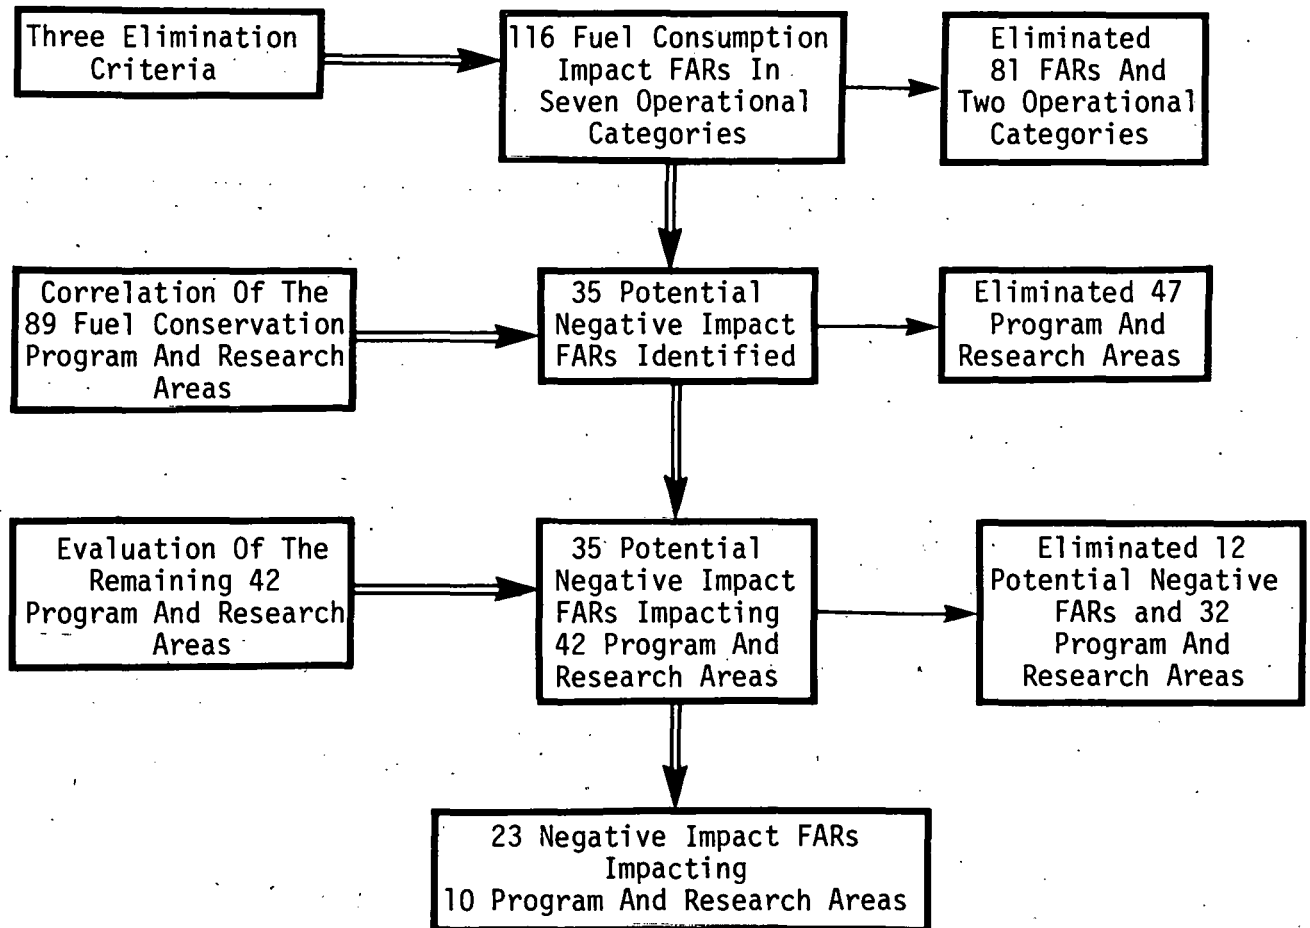 Three Elimination
Criteria
116 Fuel Consumption
Impact FARs In
Seven Operational
Categories
Eliminated
81 FARs And
Two Operational
Categories
Correlation Of The
89 Fuel Conservation
Program And Research
Areas
35 Potential
Negative Impact
FARs Identified
Eliminated 47
Program And
Research Areas
Evaluation Of The
Remaining 42
Program And Research
Areas
35 Potential
Negative Impact
FARs Impacting
42 Program And
Research Areas
Eliminated 12
Potential Negative
FARs and 32
Program And
Research Areas
23 Negative Impact FARs
Impacting
10 Program And Research Areas